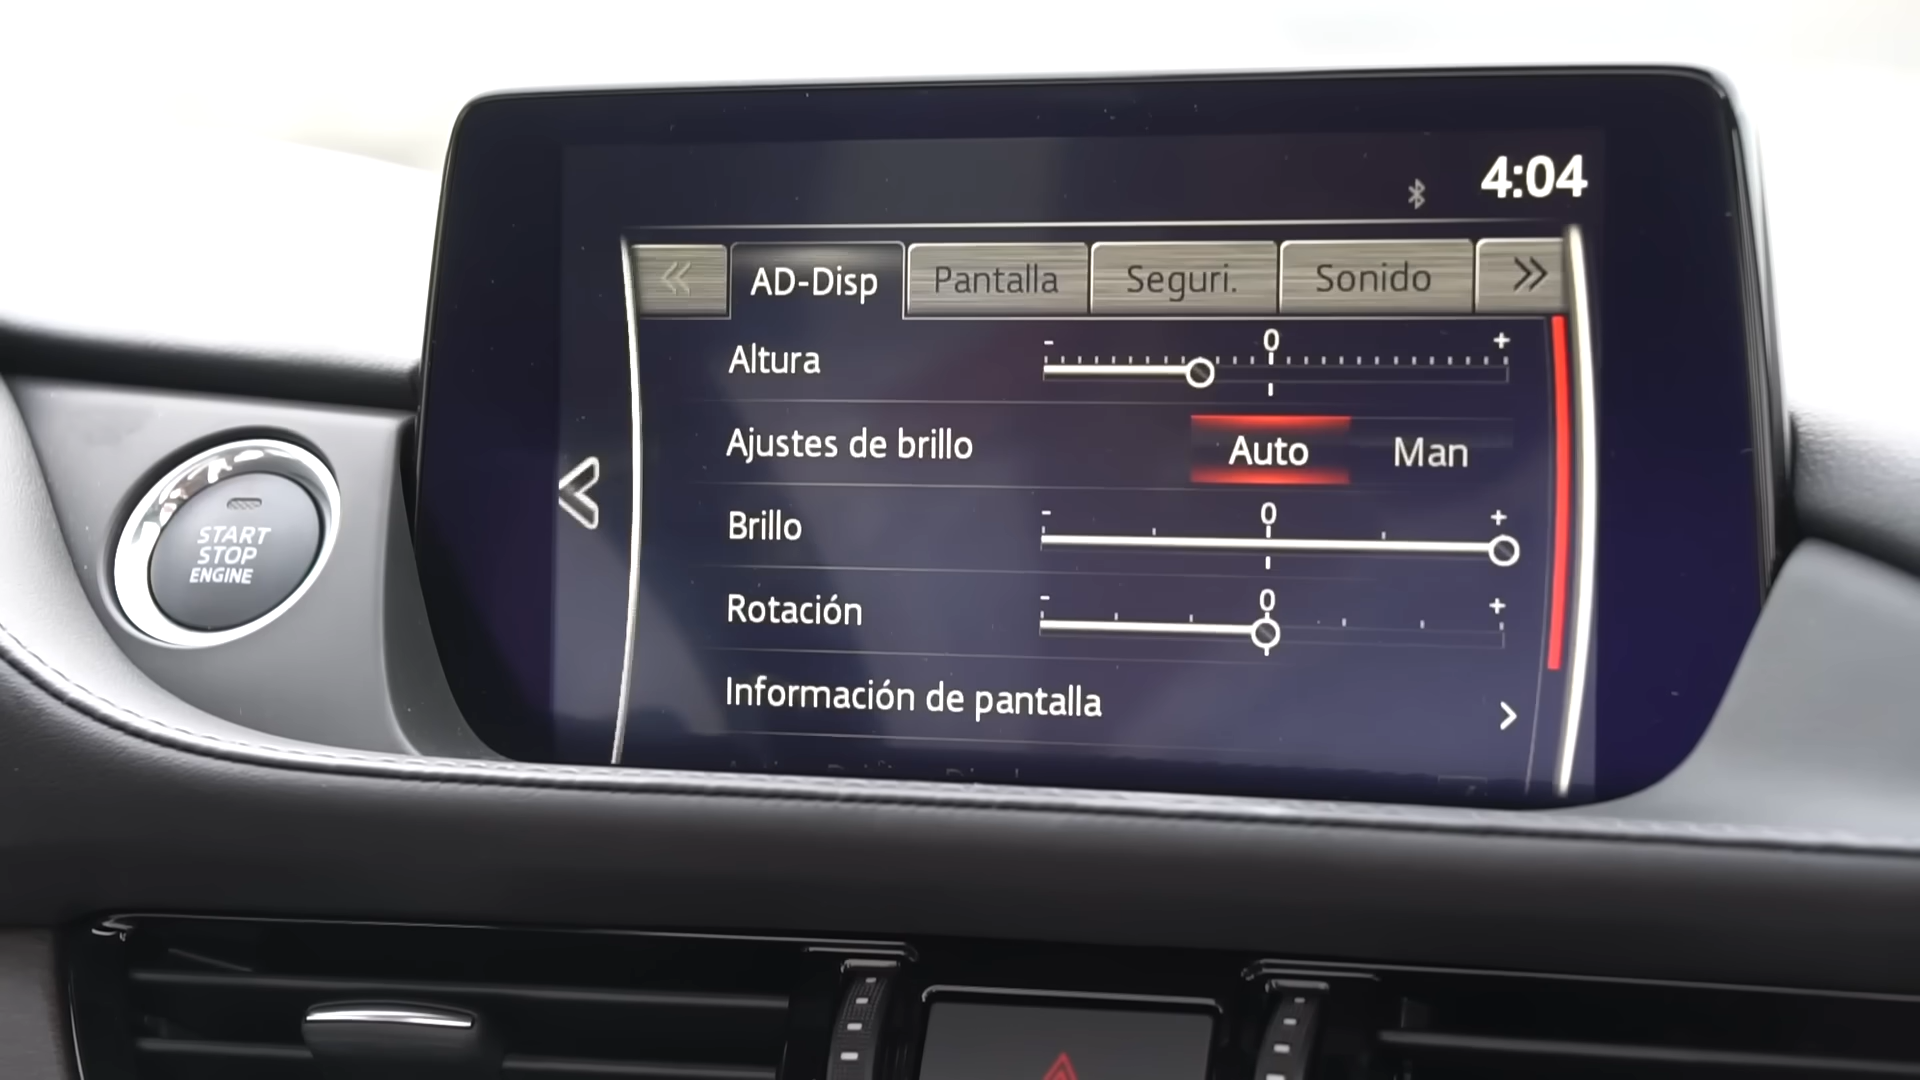 4:04
« AD-Disp Pantalla Seguri. Sonido »
Altura - 0 +
Ajustes de brillo Auto Man
Brillo - 0 +
Rotación - 0 +
Información de pantalla
START
STOP
ENGINE